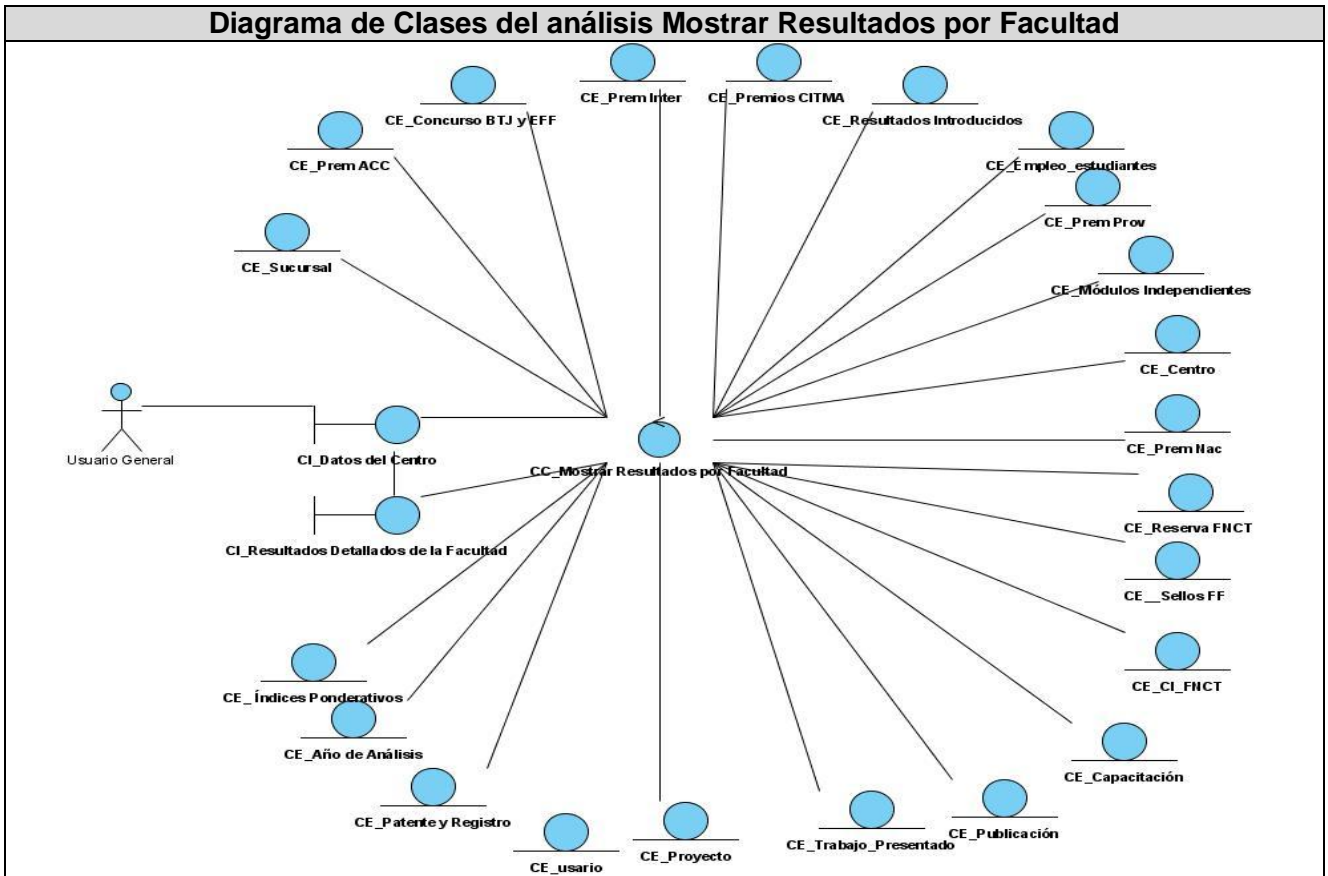 Diagrama de Clases del análisis Mostrar Resultados por Facultad
CE_Prem Inter
CE_Premios CITMA
CE_Concurso BTJ y EFF
CE_Resultados Introducidos
CE_Prem ACC
CE_Empleo_estudiantes
CE_Prem Prov
CE_Sucursal
CE_Módulos Independientes
CE_Centro
Usuario General
CI_Datos del Centro
CE_Prem Nac
CC_Mostrar Resultados por Facultad
CE_Reserva FNCT
CI_Resultados Detallados de la Facultad
CE__Sellos FF
CE_CI_FNCT
CE_Índices Ponderativos
CE_Año de Análisis
CE_Capacitación
CE_Patente y Registro
CE_Publicación
CE_Trabajo_Presentado
CE_Proyecto
CE_usuario